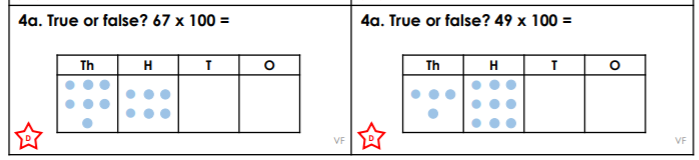 4a. True or false? 67 x 100 =
Th H T O
D
VF
4a. True or false? 49 x 100 =
Th H T O
D
VF